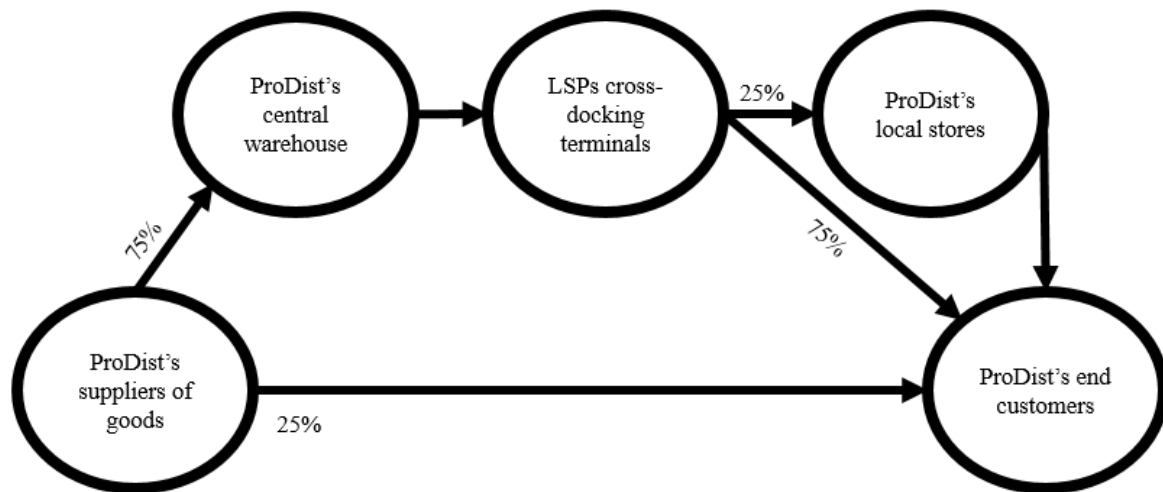 ProDist's
central
warehouse
LSPs cross-
docking
terminals
25%
ProDist's
local stores
75%
75%
ProDist's
suppliers of
goods
25%
ProDist's end
customers